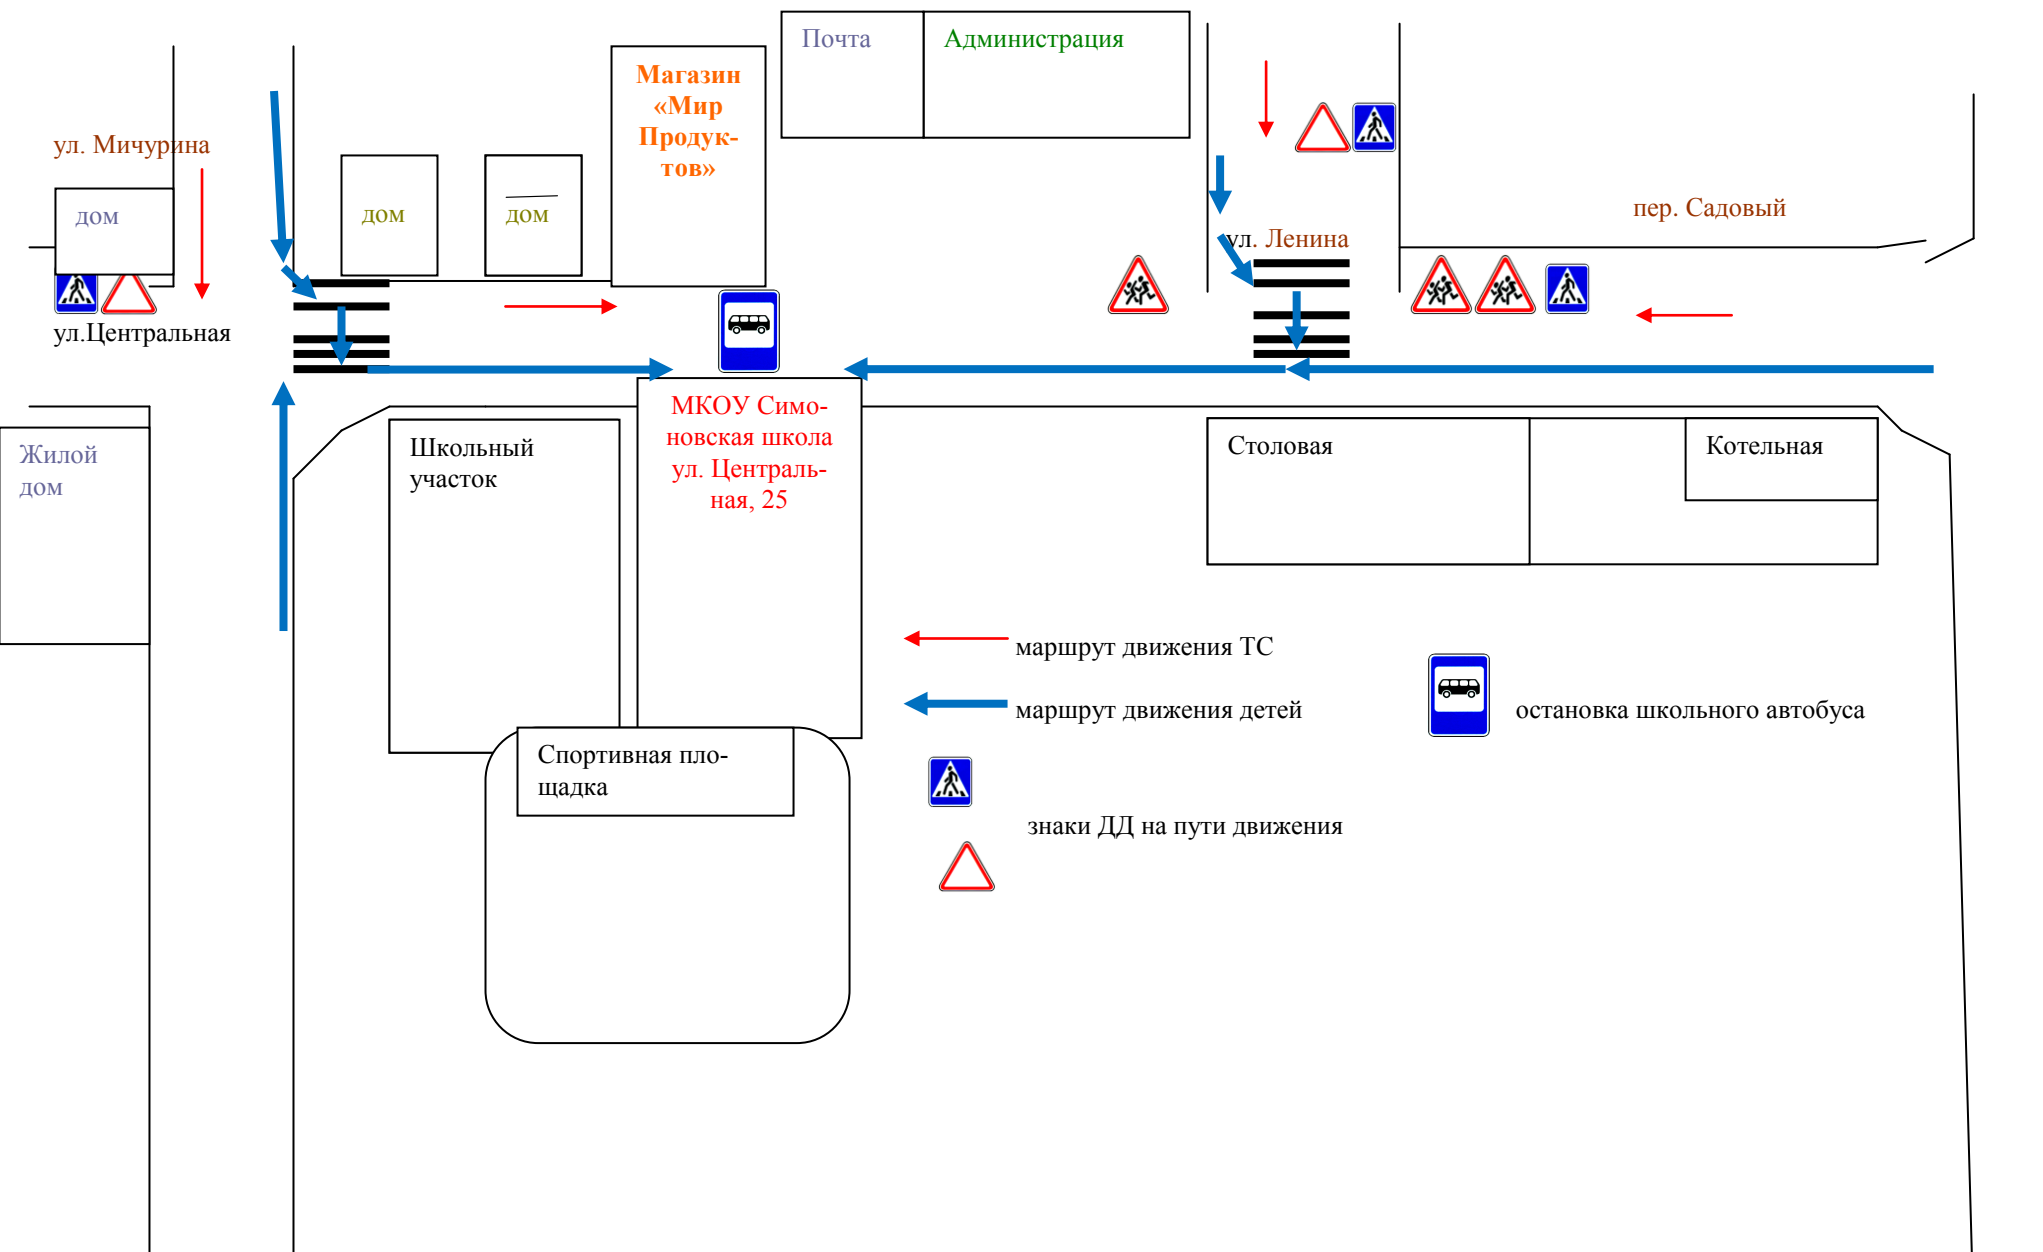 Почта
Администрация
Магазин
«Мир
Продук-
тов»
ул. Мичурина
дом
дом
дом
пер. Садовый
ул. Ленина
ул.Центральная
МКОУ Симо-
новская школа
ул. Централь-
ная, 25
Жилой
дом
Школьный
участок
Столовая
Котельная
маршрут движения ТС
маршрут движения детей
остановка школьного автобуса
Спортивная пло-
щадка
знаки ДД на пути движения